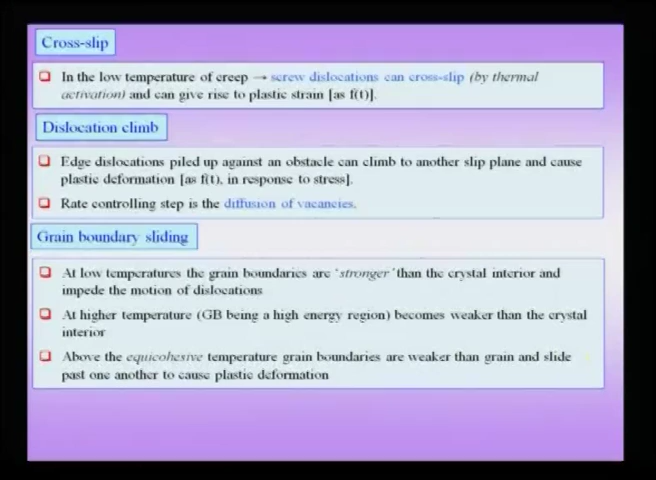 Cross-slip
In the low temperature of creep → screw dislocations can cross-slip (by thermal
activation) and can give rise to plastic strain [as f(t)].
Dislocation climb
Edge dislocations piled up against an obstacle can climb to another slip plane and cause
plastic deformation [as f(t), in response to stress].
Rate controlling step is the diffusion of vacancies.
Grain boundary sliding
At low temperatures the grain boundaries are 'stronger' than the crystal interior and
impede the motion of dislocations
At higher temperature (GB being a high energy region) becomes weaker than the crystal
interior
Above the equicohesive temperature grain boundaries are weaker than grain and slide
past one another to cause plastic deformation